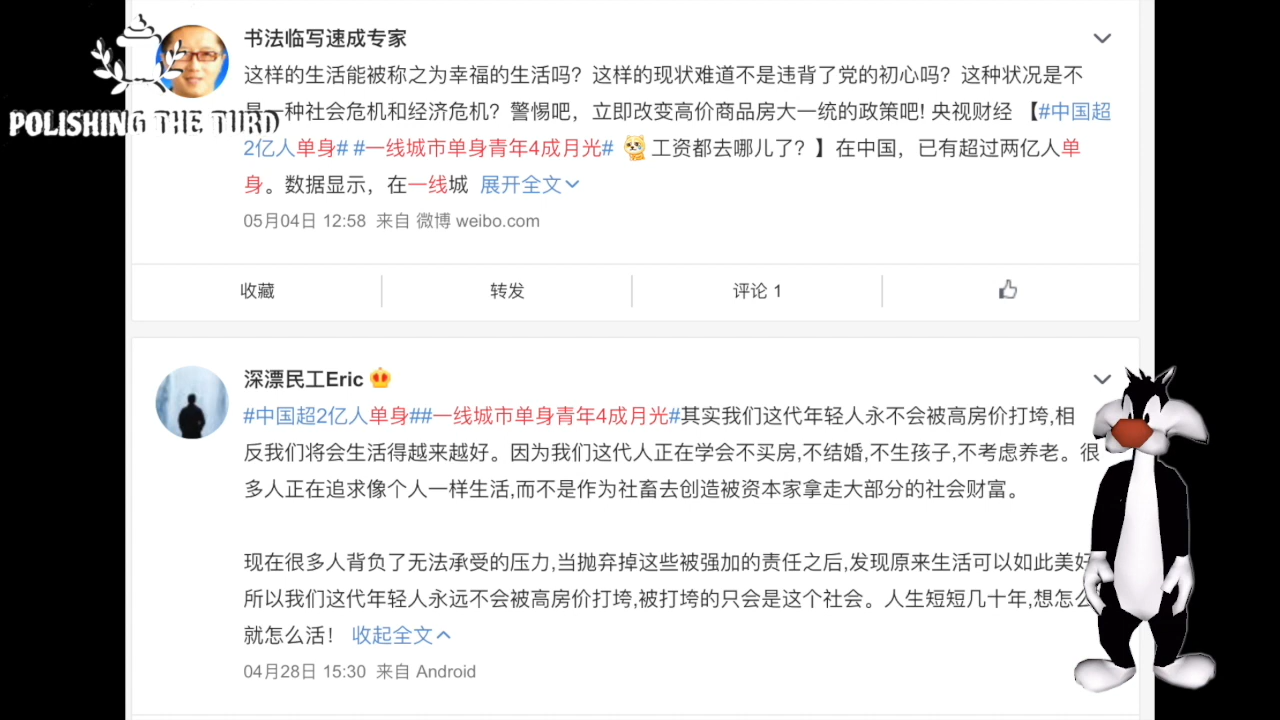 书法临写速成专家
这样的生活能被称之为幸福的生活吗？这样的现状难道不是违背了党的初心吗？这种状况是不
是一种社会危机和经济危机？警惕吧，立即改变高价商品房大一统的政策吧! 央视财经 【#中国超
POLISHING THE TURD
2亿人单身# #一线城市单身青年4成月光# 工资都去哪儿了？】在中国，已有超过两亿人单
身。数据显示，在一线城 展开全文
05月04日 12:58 来自 微博 weibo.com
收藏 转发 评论 1
深漂民工Eric
#中国超2亿人单身##一线城市单身青年4成月光#其实我们这代年轻人永不会被高房价打垮,相
反我们将会生活得越来越好。因为我们这代人正在学会不买房,不结婚,不生孩子,不考虑养老。很
多人正在追求像个人一样生活,而不是作为社畜去创造被资本家拿走大部分的社会财富。
现在很多人背负了无法承受的压力,当抛弃掉这些被强加的责任之后,发现原来生活可以如此美好
所以我们这代年轻人永远不会被高房价打垮,被打垮的只会是这个社会。人生短短几十年,想怎么
就怎么活！ 收起全文
04月28日 15:30 来自 Android